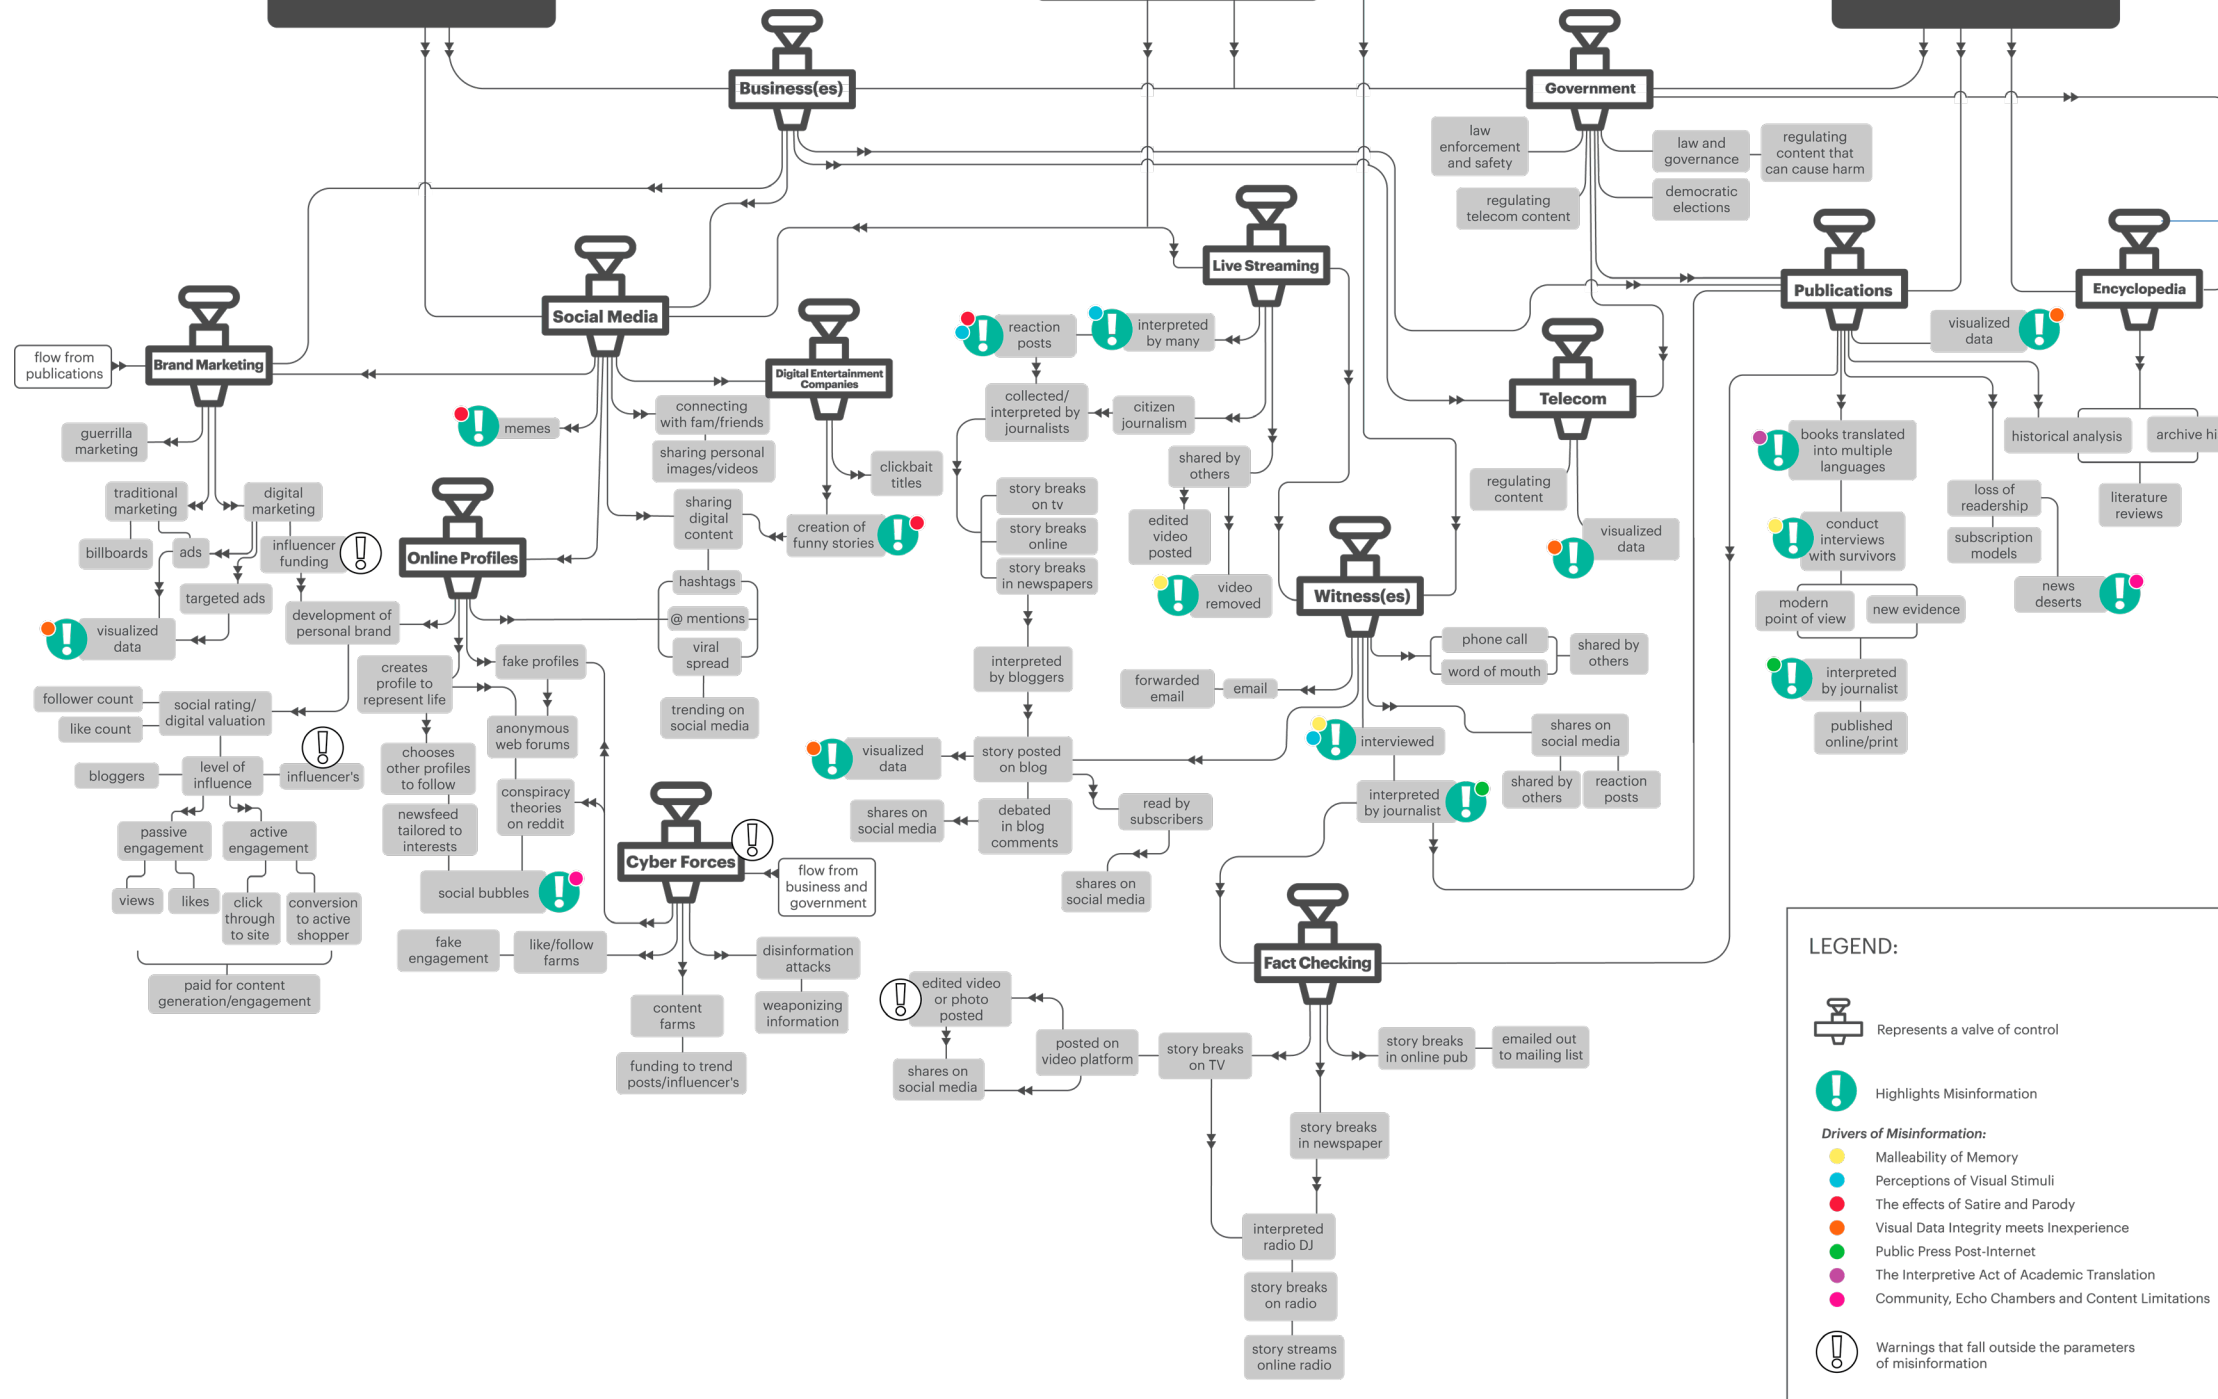 Business(es)
Government
law
enforcement
and safety
law and
governance
regulating
content that
can cause harm
regulating
telecom content
democratic
elections
Live Streaming
Publications
Encyclopedia
Social Media
Brand Marketing
flow from
publications
Digital Entertainment
Companies
Telecom
reaction
posts
interpreted
by many
visualized
data
memes
connecting
with fam/friends
sharing personal
images/videos
collected/
interpreted by
journalists
citizen
journalism
guerrilla
marketing
clickbait
titles
shared by
others
regulating
content
books translated
into multiple
languages
historical analysis
archive hi
loss of
readership
literature
reviews
traditional
marketing
digital
marketing
sharing
digital
content
creation of
funny stories
story breaks
on tv
story breaks
online
story breaks
in newspapers
edited
video
posted
visualized
data
conduct
interviews
with survivors
subscription
models
billboards
ads
influencer
funding
Online Profiles
hashtags
@ mentions
viral
spread
trending on
social media
video
removed
Witness(es)
news
deserts
targeted ads
development of
personal brand
visualized
data
modern
point of view
new evidence
creates
profile to
represent life
fake profiles
interpreted
by bloggers
forwarded
email
email
phone call
word of mouth
shared by
others
interpreted
by journalist
published
online/print
follower count
like count
social rating/
digital valuation
anonymous
web forums
chooses
other profiles
to follow
visualized
data
story posted
on blog
interviewed
shares on
social media
shared by
others
reaction
posts
bloggers
level of
influence
influencer's
newsfeed
tailored to
interests
conspiracy
theories
on reddit
shares on
social media
debated
in blog
comments
read by
subscribers
interpreted
by journalist
passive
engagement
active
engagement
Cyber Forces
flow from
business and
government
social bubbles
shares on
social media
views
likes
click
through
to site
conversion
to active
shopper
fake
engagement
like/follow
farms
disinformation
attacks
weaponizing
information
Fact Checking
paid for content
generation/engagement
content
farms
funding to trend
posts/influencer's
edited video
or photo
posted
shares on
social media
posted on
video platform
story breaks
on TV
story breaks
in online pub
emailed out
to mailing list
story breaks
in newspaper
interpreted
radio DJ
story breaks
on radio
story streams
online radio
LEGEND:
Represents a valve of control
Highlights Misinformation
Drivers of Misinformation:
Malleability of Memory
Perceptions of Visual Stimuli
The effects of Satire and Parody
Visual Data Integrity meets Inexperience
Public Press Post-Internet
The Interpretive Act of Academic Translation
Community, Echo Chambers and Content Limitations
Warnings that fall outside the parameters
of misinformation